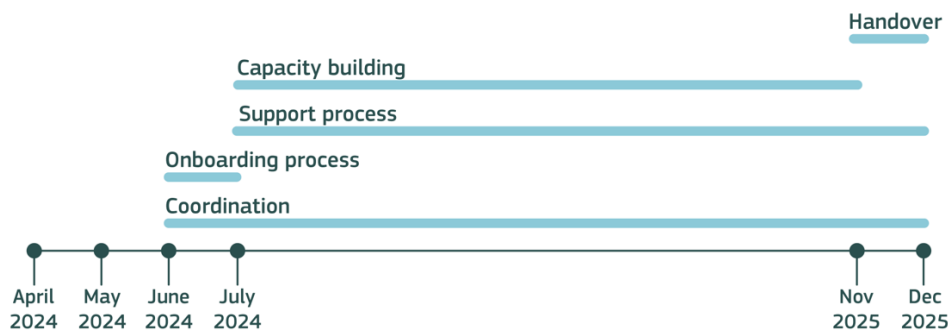 Handover
Capacity building
Support process
Onboarding process
Coordination
April May June July Nov Dec
2024 2024 2024 2024 2025 2025